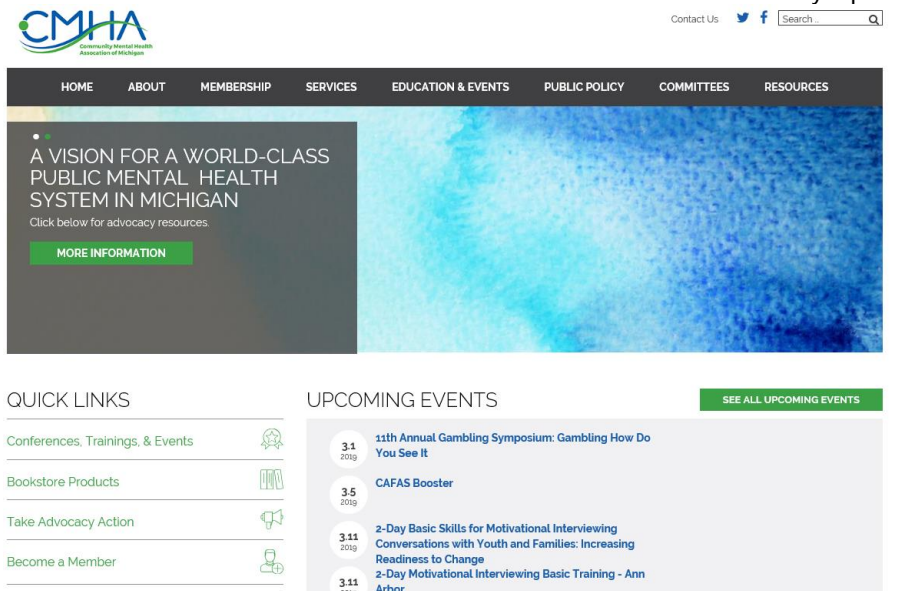 CMHA
Community Mental Health
Association of Michigan
Contact Us
Search ..
HOME ABOUT MEMBERSHIP SERVICES EDUCATION & EVENTS PUBLIC POLICY COMMITTEES RESOURCES
A VISION FOR A WORLD-CLASS
PUBLIC MENTAL HEALTH
SYSTEM IN MICHIGAN
Click below for advocacy resources.
MORE INFORMATION
QUICK LINKS
Conferences, Trainings, & Events
Bookstore Products
Take Advocacy Action
Become a Member
UPCOMING EVENTS
SEE ALL UPCOMING EVENTS
3.1
2019
11th Annual Gambling Symposium: Gambling How Do
You See It
3.5
2019
CAFAS Booster
3.11
2019
2-Day Basic Skills for Motivational Interviewing
Conversations with Youth and Families: Increasing
Readiness to Change
3.11
2-Day Motivational Interviewing Basic Training - Ann
Arbor